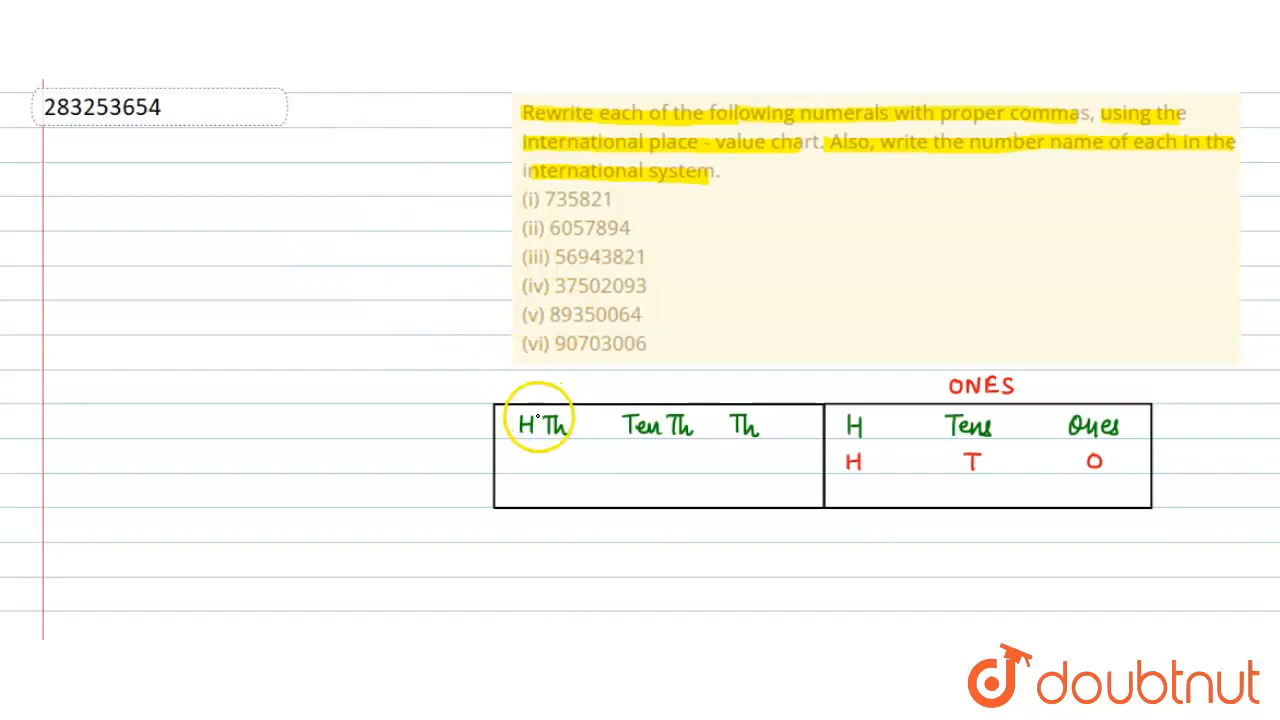 283253654
Rewrite each of the following numerals with proper commas, using the
international place - value chart. Also, write the number name of each in the
international system.
(i) 735821
(ii) 6057894
(iii) 56943821
(iv) 37502093
(v) 89350064
(vi) 90703006
ONES
H Th Ten Th Th H Tens Ones
H T O
doubtnut